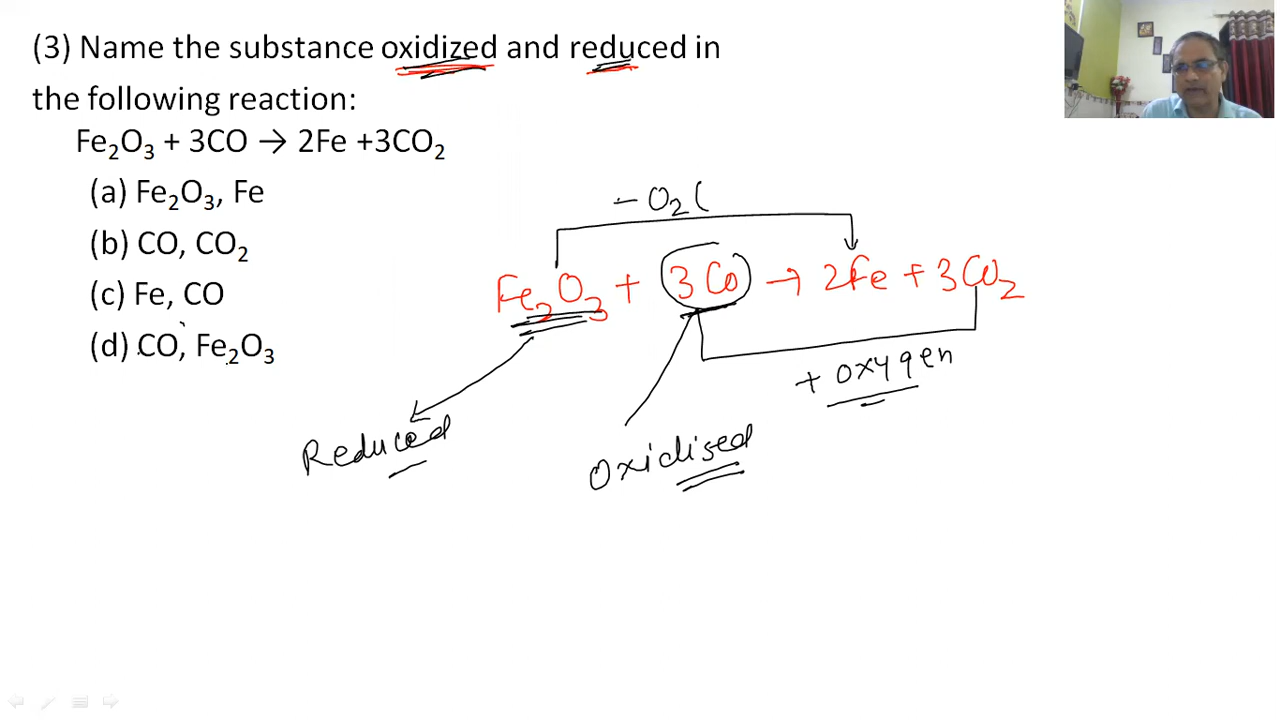 (3) Name the substance oxidized and reduced in
the following reaction:
Fe₂O₃ + 3CO → 2Fe +3CO₂
(a) Fe₂O₃, Fe
(b) CO, CO₂
(c) Fe, CO
(d) CO, Fe₂O₃
- O₂ (
Fe₂O₃ + 3Co → 2Fe + 3CO₂
+ oxygen
Reduced
Oxidised